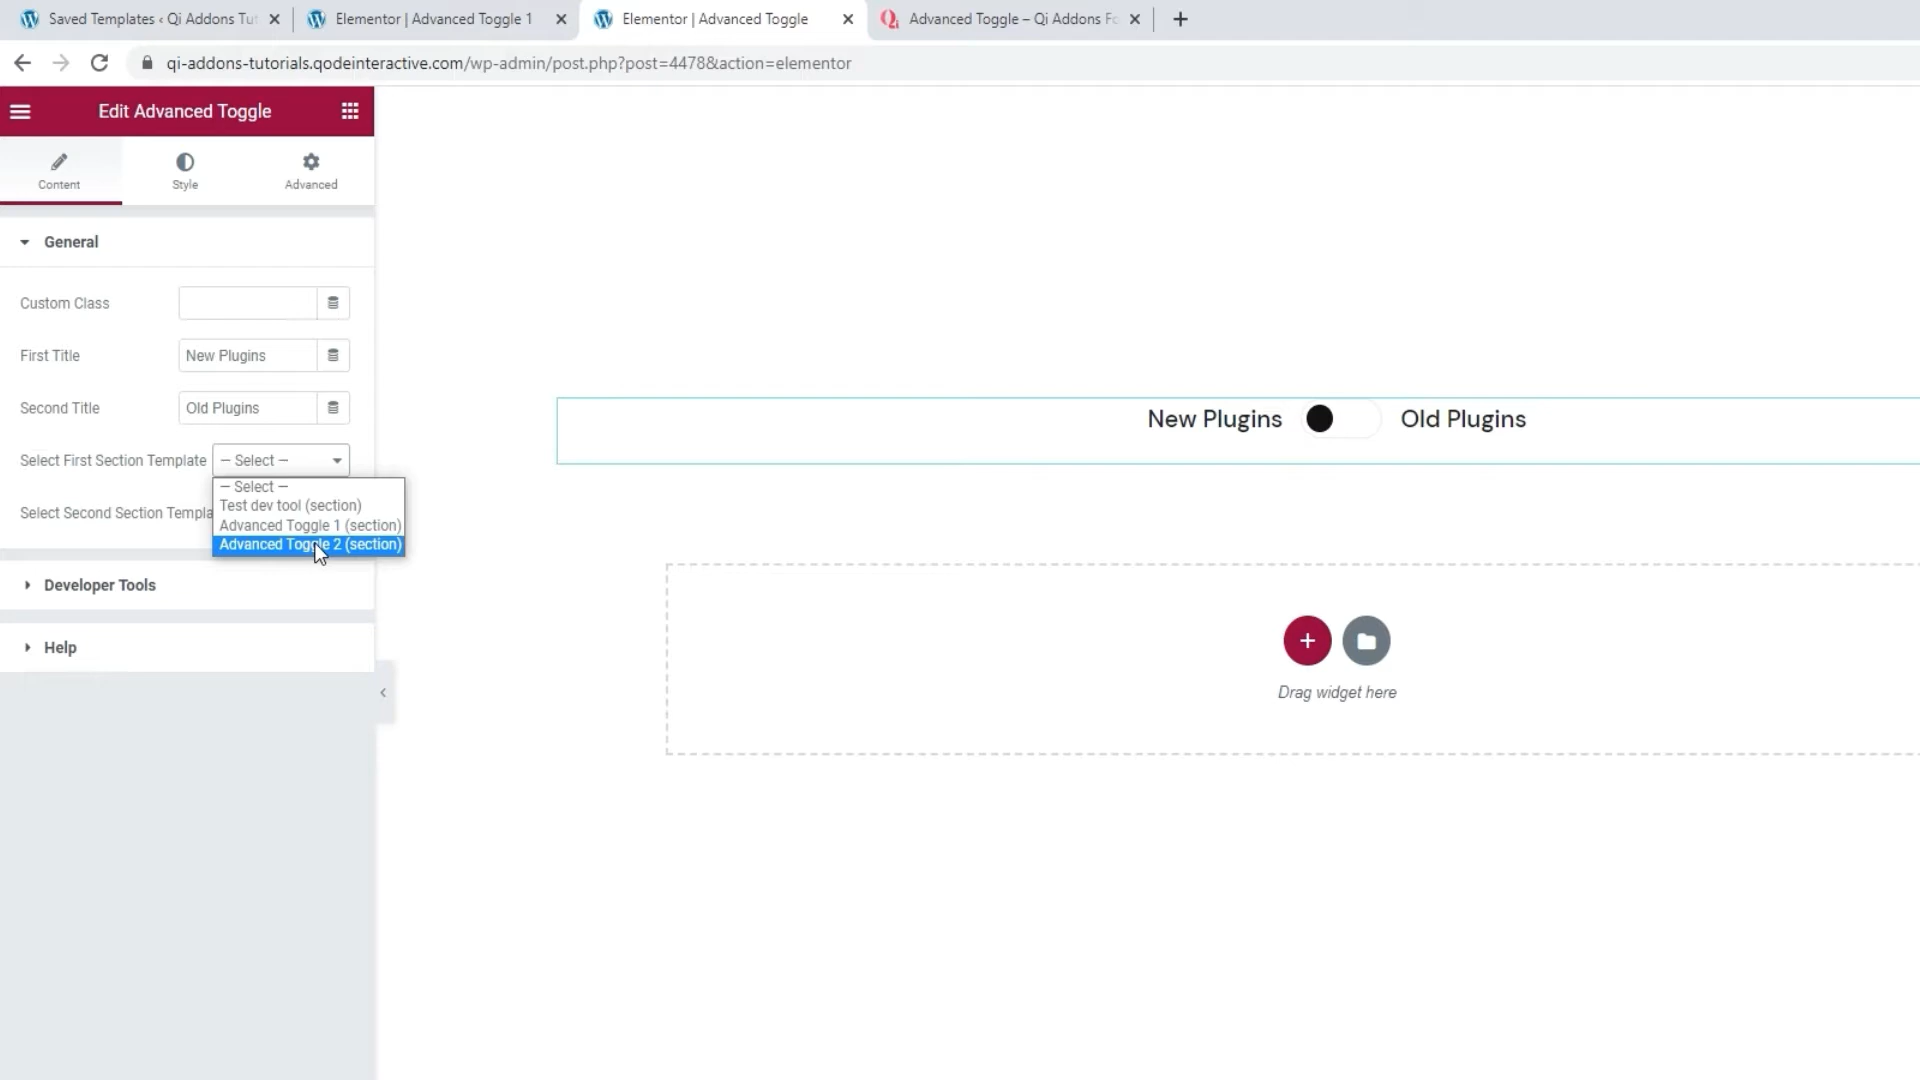 Saved Templates ‹ Qi Addons Tut
Elementor | Advanced Toggle 1
Elementor | Advanced Toggle
Advanced Toggle – Qi Addons Fo
qi-addons-tutorials.qodeinteractive.com/wp-admin/post.php?post=4478&action=elementor
Edit Advanced Toggle
Content
Style
Advanced
General
Custom Class
First Title
New Plugins
Second Title
Old Plugins
Select First Section Template
— Select —
— Select —
Test dev tool (section)
Advanced Toggle 1 (section)
Select Second Section Templa
Advanced Toggle 2 (section)
Developer Tools
Help
New Plugins
Old Plugins
Drag widget here